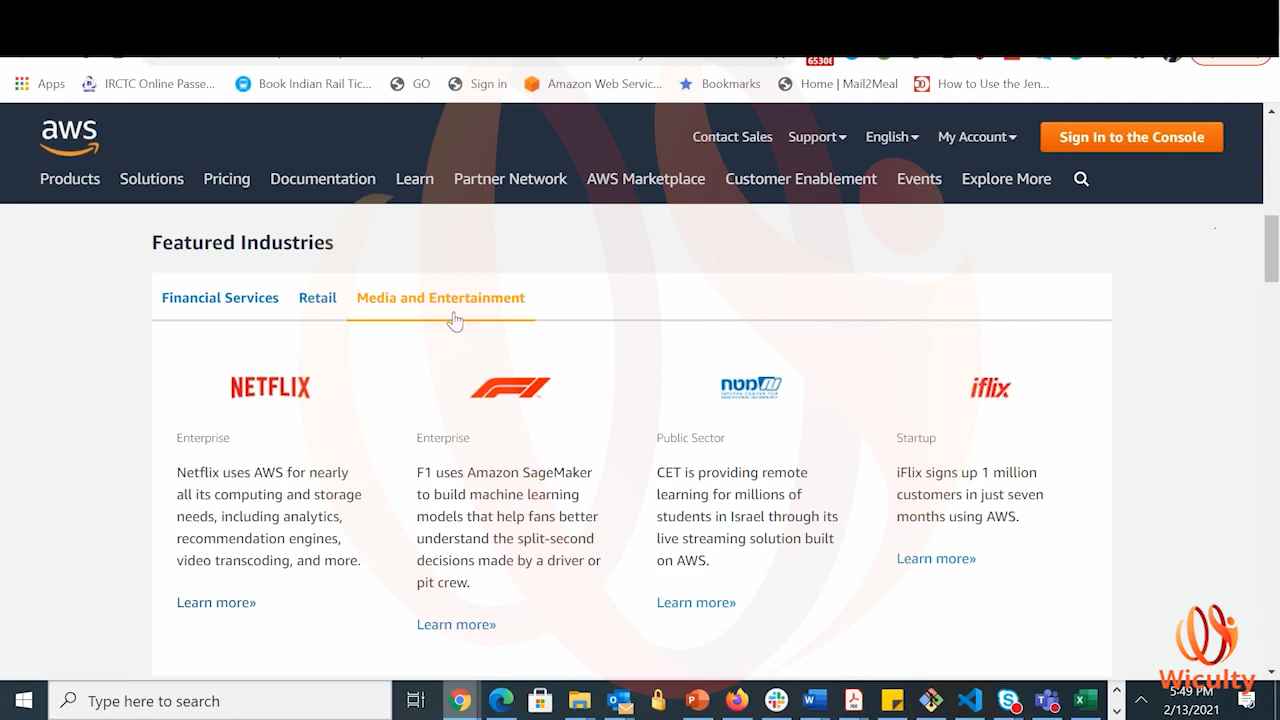 65308
Apps IRCTC Online Passe... Book Indian Rail Tic... GO Sign in Amazon Web Servic... Bookmarks Home | Mail2Meal How to Use the Jen...
aws
Contact Sales Support English My Account Sign In to the Console
Products Solutions Pricing Documentation Learn Partner Network AWS Marketplace Customer Enablement Events Explore More
Featured Industries
Financial Services Retail Media and Entertainment
NETFLIX
Enterprise
Netflix uses AWS for nearly
all its computing and storage
needs, including analytics,
recommendation engines,
video transcoding, and more.
Learn more»
F1
Enterprise
F1 uses Amazon SageMaker
to build machine learning
models that help fans better
understand the split-second
decisions made by a driver or
pit crew.
Learn more»
מטח
Public Sector
CET is providing remote
learning for millions of
students in Israel through its
live streaming solution built
on AWS.
Learn more»
iflix
Startup
iFlix signs up 1 million
customers in just seven
months using AWS.
Learn more»
Wiculty
Type here to search
5:49 PM
2/13/2021